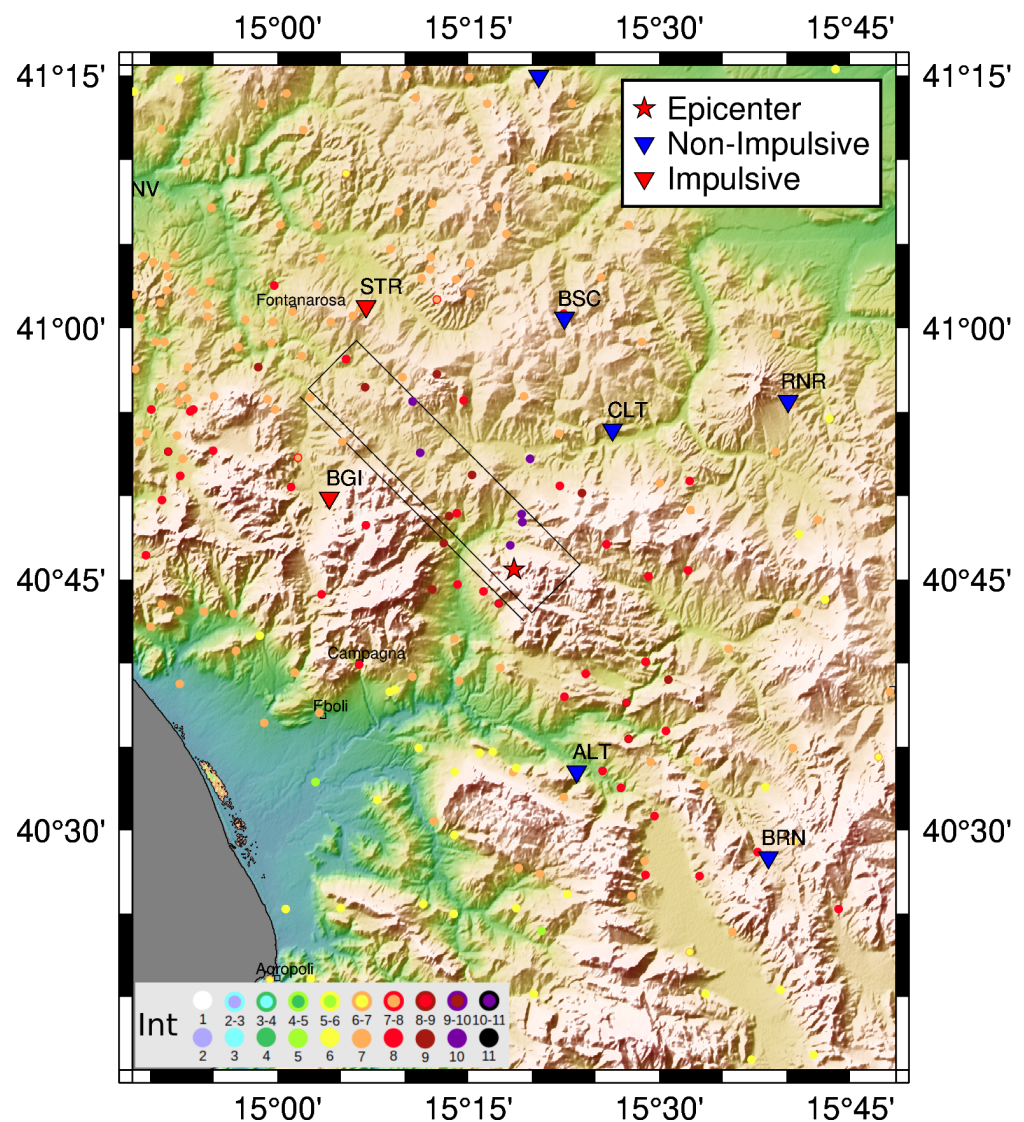 15°00' 15°15' 15°30' 15°45'
41°15' 41°15'
Epicenter
Non-Impulsive
Impulsive
NV
STR
Fontanarosa
BSC
41°00' 41°00'
RNR
CLT
BGI
40°45' 40°45'
Campagna
Eboli
ALT
40°30' 40°30'
BRN
Agropoli
Int
1 2-3 3-4 4-5 5-6 6-7 7-8 8-9 9-10 10-11
2 3 4 5 6 7 8 9 10 11
15°00' 15°15' 15°30' 15°45'